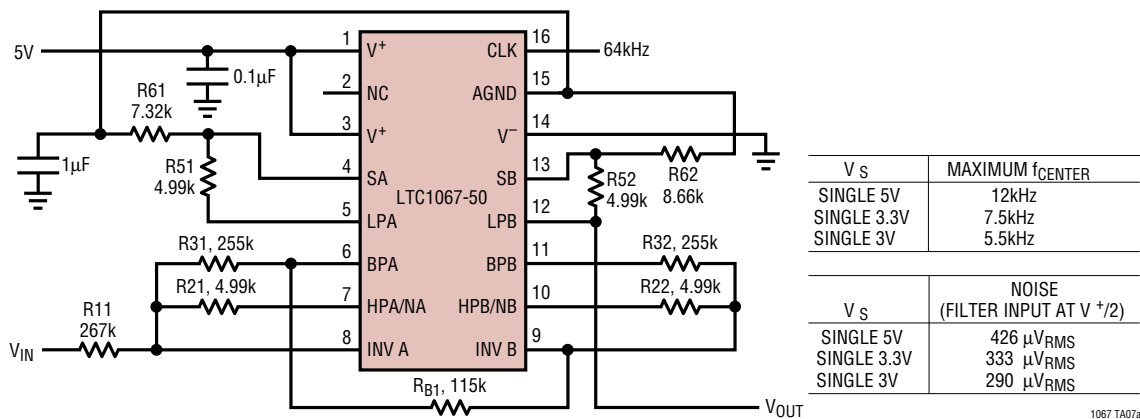 5V
0.1µF
R61
7.32k
1µF
R51
4.99k
R31, 255k
R21, 4.99k
R11
267k
VIN
1
V+
2
NC
3
V+
4
SA
5
LPA
6
BPA
7
HPA/NA
8
INV A
LTC1067-50
16
CLK
64kHz
15
AGND
14
V−
13
SB
12
LPB
11
BPB
10
HPB/NB
9
INV B
R62
8.66k
R52
4.99k
R32, 255k
R22, 4.99k
RB1, 115k
VOUT
VS MAXIMUM fCENTER
SINGLE 5V 12kHz
SINGLE 3.3V 7.5kHz
SINGLE 3V 5.5kHz
NOISE
VS (FILTER INPUT AT V+/2)
SINGLE 5V 426 µVRMS
SINGLE 3.3V 333 µVRMS
SINGLE 3V 290 µVRMS
1067 TA07a